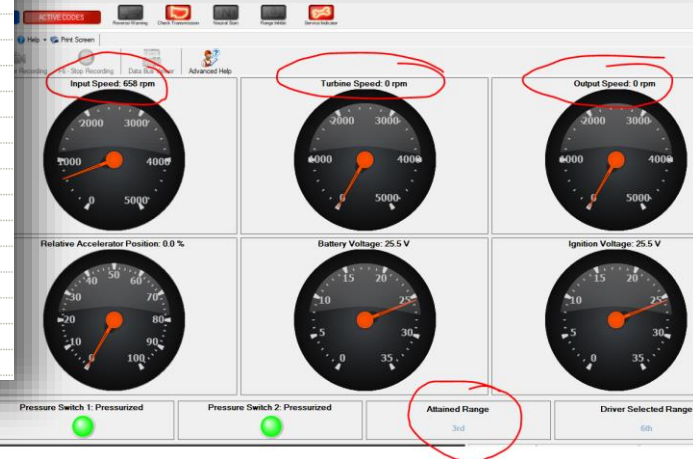 ACTIVE CODES
Reverse Warning Check Transmission Neutral Start Range Inhibit Service Indicator
Help Print Screen
Recording F6 - Stop Recording Data Bus Viewer Advanced Help
Input Speed: 658 rpm Turbine Speed: 0 rpm Output Speed: 0 rpm
2000 3000 2000 3000 2000 3000
1000 4000 1000 4000 1000 4000
0 5000 0 5000 0 5000
Relative Accelerator Position: 0.0 % Battery Voltage: 25.5 V Ignition Voltage: 25.5 V
40 50 60 15 20 15 20
30 70 10 25 10 25
20 80
10 90 5 30 5 30
0 100 0 35 0 35
Pressure Switch 1: Pressurized Pressure Switch 2: Pressurized Attained Range Driver Selected Range
3rd 6th